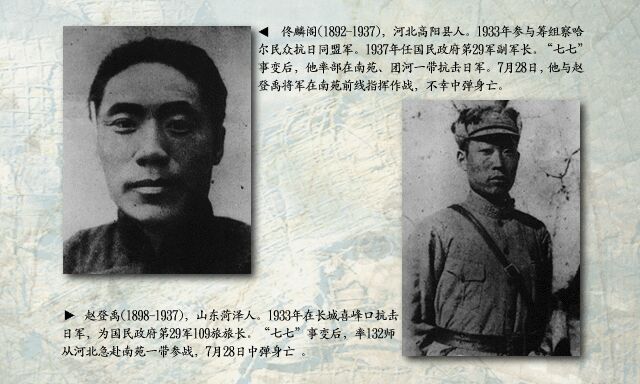 ◀ 佟麟阁(1892-1937)，河北高阳县人。1933年参与筹组察哈
尔民众抗日同盟军。1937年任国民政府第29军副军长。“七七”
事变后，他率部在南苑、团河一带抗击日军。7月28日，他与赵
登禹将军在南苑前线指挥作战，不幸中弹身亡。
▶ 赵登禹(1898-1937)，山东菏泽人。1933年在长城喜峰口抗击
日军，为国民政府第29军109旅旅长。“七七”事变后，率132师
从河北急赴南苑一带参战，7月28日中弹身亡 。